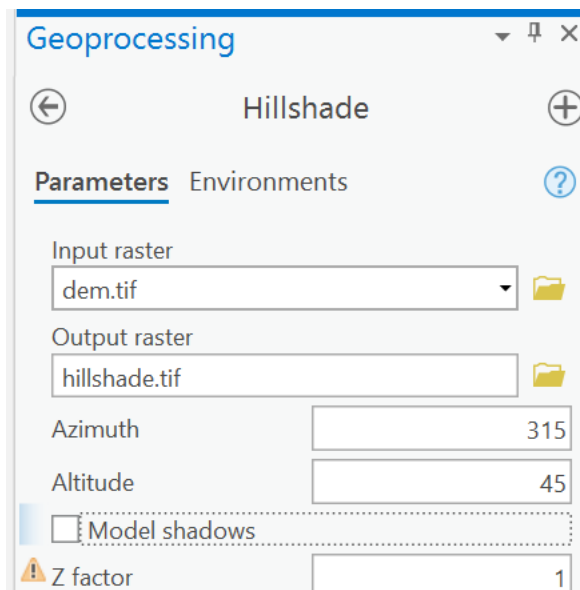 Geoprocessing
Hillshade
Parameters Environments
Input raster
dem.tif
Output raster
hillshade.tif
Azimuth 315
Altitude 45
Model shadows
Z factor 1